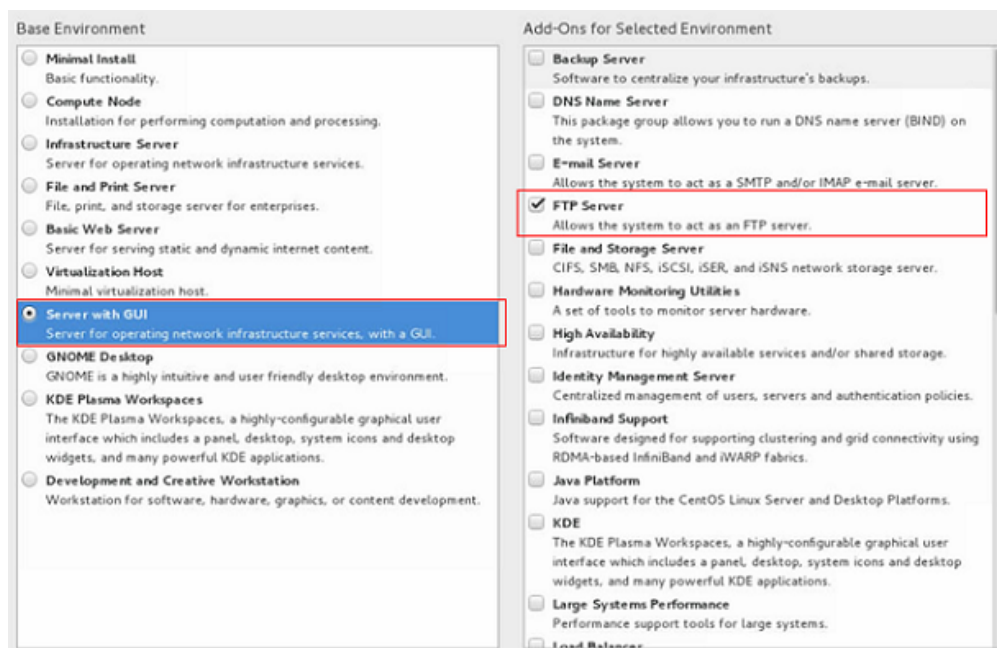 Base Environment
Minimal Install
Basic functionality.
Compute Node
Installation for performing computation and processing.
Infrastructure Server
Server for operating network infrastructure services.
File and Print Server
File, print, and storage server for enterprises.
Basic Web Server
Server for serving static and dynamic internet content.
Virtualization Host
Minimal virtualization host.
Server with GUI
Server for operating network infrastructure services, with a GUI.
GNOME Desktop
GNOME is a highly intuitive and user friendly desktop environment.
KDE Plasma Workspaces
The KDE Plasma Workspaces, a highly-configurable graphical user
interface which includes a panel, desktop, system icons and desktop
widgets, and many powerful KDE applications.
Development and Creative Workstation
Workstation for software, hardware, graphics, or content development.
Add-Ons for Selected Environment
Backup Server
Software to centralize your infrastructure's backups.
DNS Name Server
This package group allows you to run a DNS name server (BIND) on
the system.
E-mail Server
Allows the system to act as a SMTP and/or IMAP e-mail server.
FTP Server
Allows the system to act as an FTP server.
File and Storage Server
CIFS, SMB, NFS, iSCSI, iSER, and iSNS network storage server.
Hardware Monitoring Utilities
A set of tools to monitor server hardware.
High Availability
Infrastructure for highly available services and/or shared storage.
Identity Management Server
Centralized management of users, servers and authentication policies.
Infiniband Support
Software designed for supporting clustering and grid connectivity using
RDMA-based InfiniBand and iWARP fabrics.
Java Platform
Java support for the CentOS Linux Server and Desktop Platforms.
KDE
The KDE Plasma Workspaces, a highly-configurable graphical user
interface which includes a panel, desktop, system icons and desktop
widgets, and many powerful KDE applications.
Large Systems Performance
Performance support tools for large systems.
Load Balancer